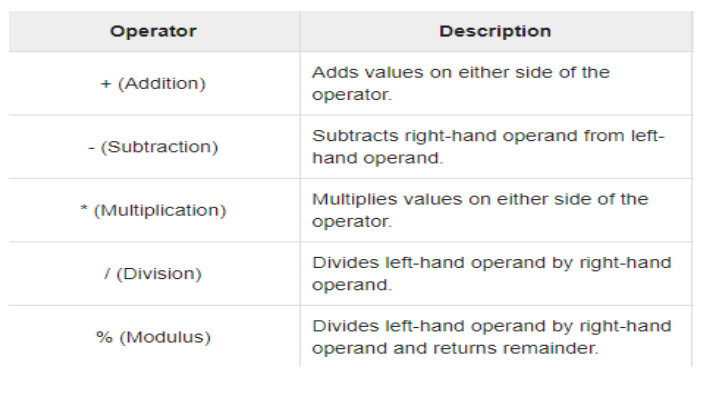 Operator Description
+ (Addition) Adds values on either side of the
operator.
- (Subtraction) Subtracts right-hand operand from left-
hand operand.
* (Multiplication) Multiplies values on either side of the
operator.
/ (Division) Divides left-hand operand by right-hand
operand.
% (Modulus) Divides left-hand operand by right-hand
operand and returns remainder.